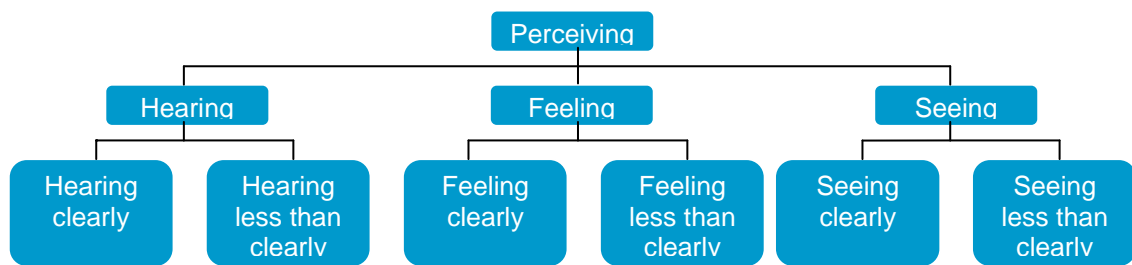 Perceiving
Hearing
Feeling
Seeing
Hearing
clearly
Hearing
less than
clearly
Feeling
clearly
Feeling
less than
clearly
Seeing
clearly
Seeing
less than
clearly